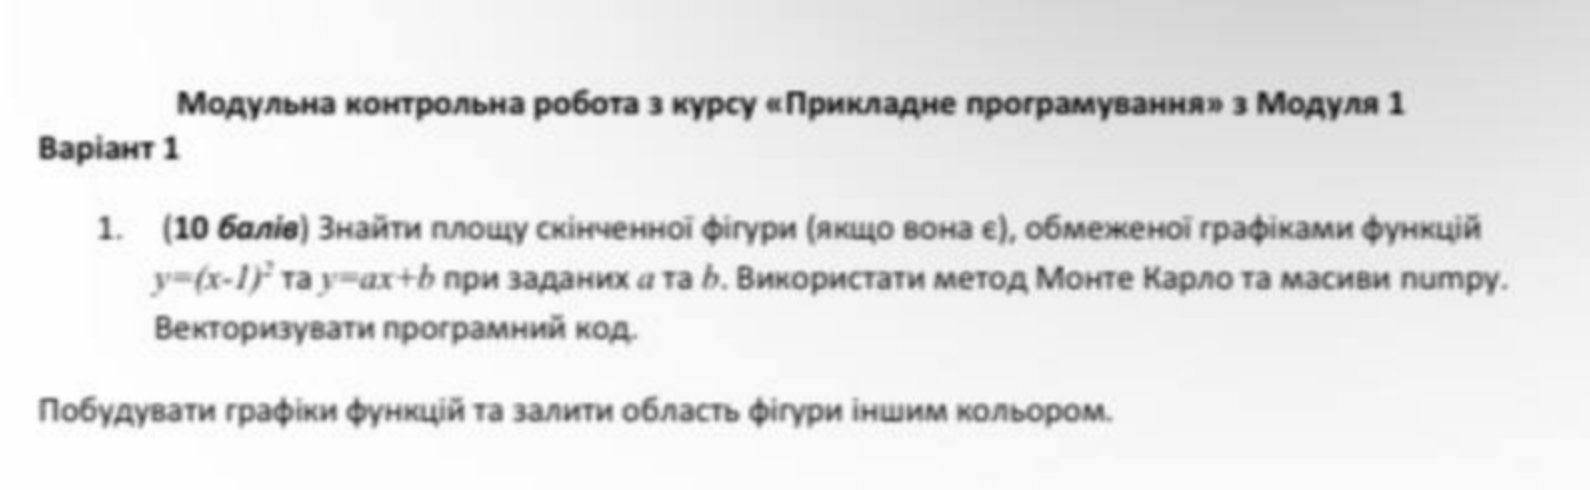 Модульна контрольна робота з курсу «Прикладне програмування» з Модуля 1
Варіант 1
1. (10 балів) Знайти площу скінченної фігури (якщо вона є), обмеженої графіками функцій
y=(x-1)² та y=ax+b при заданих a та b. Використати метод Монте Карло та масиви numpy.
Векторизувати програмний код.
Побудувати графіки функцій та залити область фігури іншим кольором.